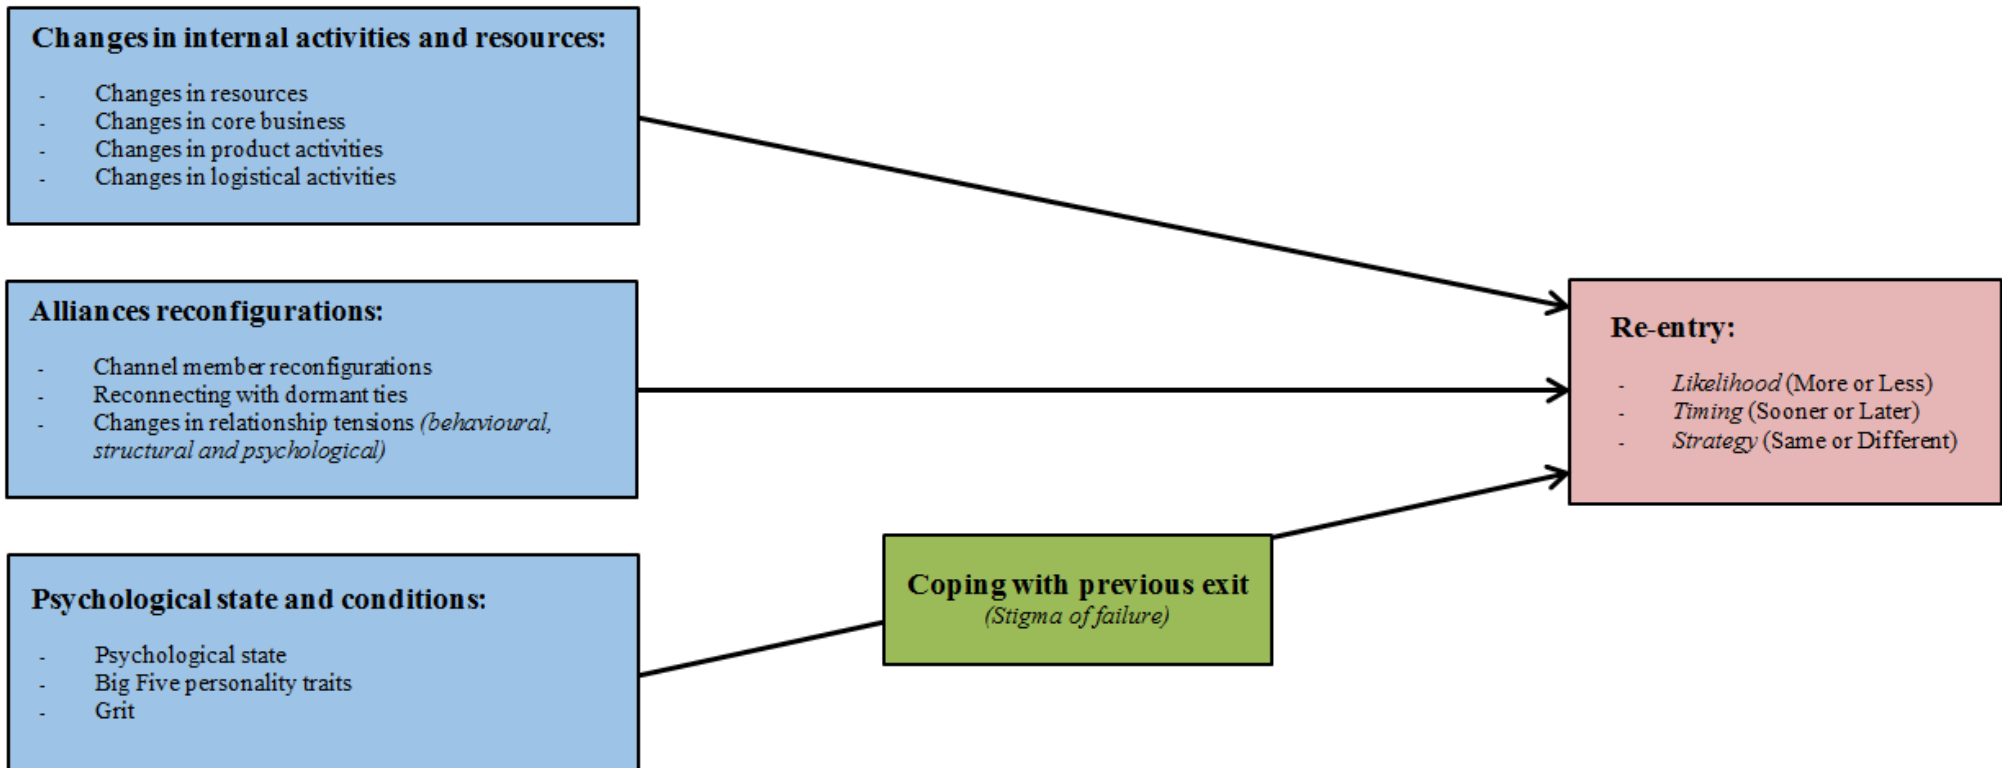 Changes in internal activities and resources:
- Changes in resources
- Changes in core business
- Changes in product activities
- Changes in logistical activities
Alliances reconfigurations:
- Channel member reconfigurations
- Reconnecting with dormant ties
- Changes in relationship tensions (behavioural,
structural and psychological)
Psychological state and conditions:
- Psychological state
- Big Five personality traits
- Grit
Coping with previous exit
(Stigma of failure)
Re-entry:
- Likelihood (More or Less)
- Timing (Sooner or Later)
- Strategy (Same or Different)